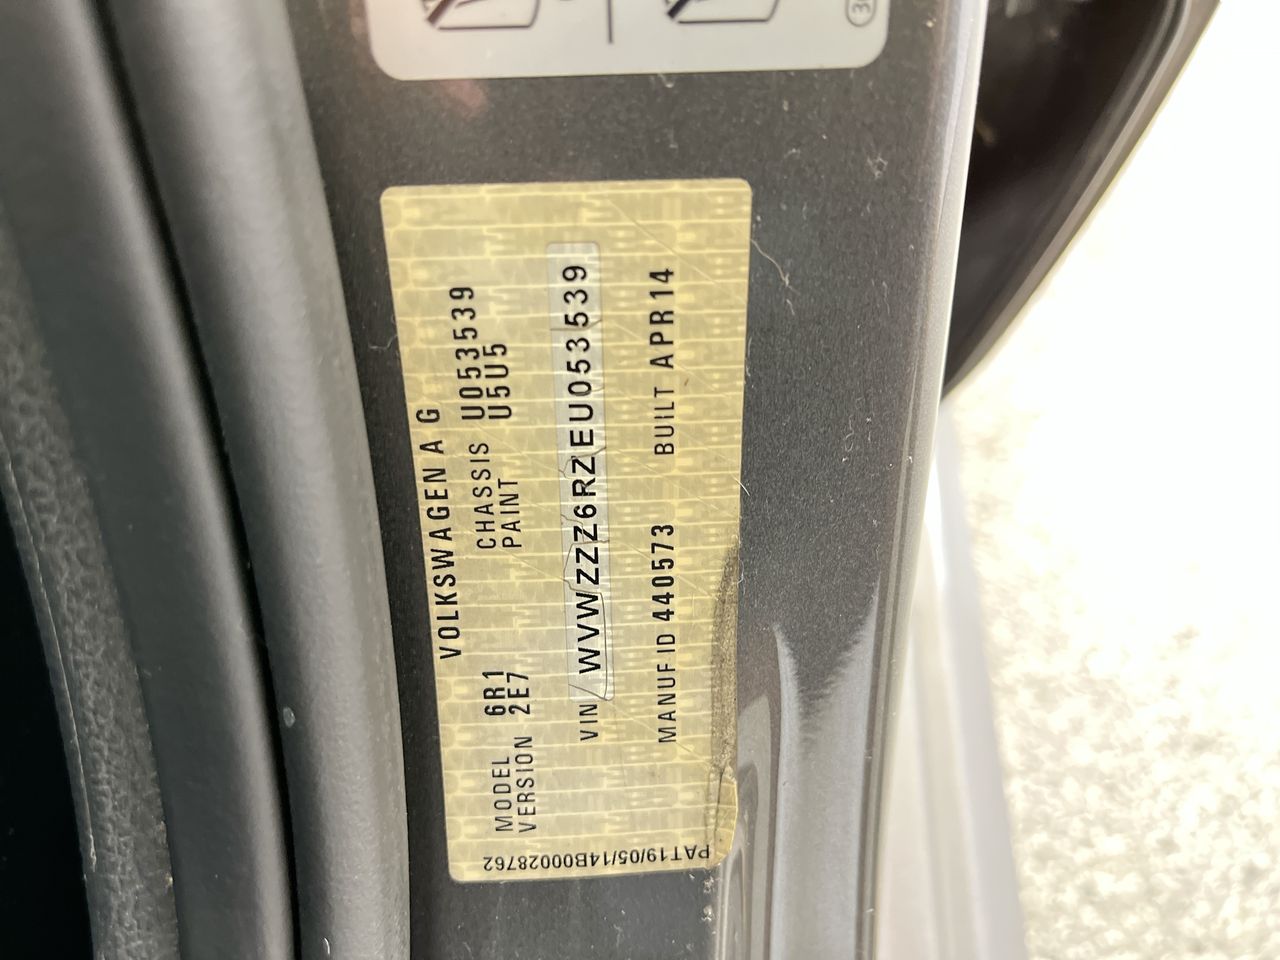 VOLKSWAGEN A G
MODEL 6R1 CHASSIS U053539
VERSION 2E7 PAINT U5U5
VIN WVWZZZ6RZEU053539
MANUF ID 440573 BUILT APR14
PAT19/05/14B00028762